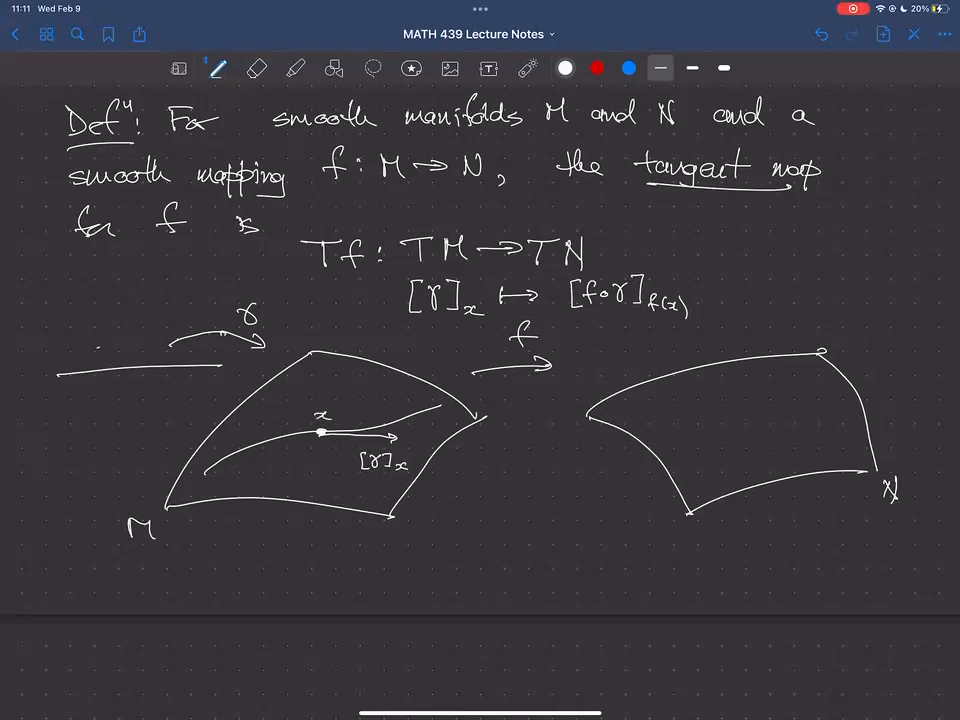 11:11 Wed Feb 9
20%
MATH 439 Lecture Notes
Defⁿ: For smooth manifolds M and N and a
smooth mapping f : M → N, the tangent map
for f is
Tf : TM → TN
[γ]ₓ ↦ [f∘γ]_f(x)
γ
f
x
[γ]ₓ
M
N